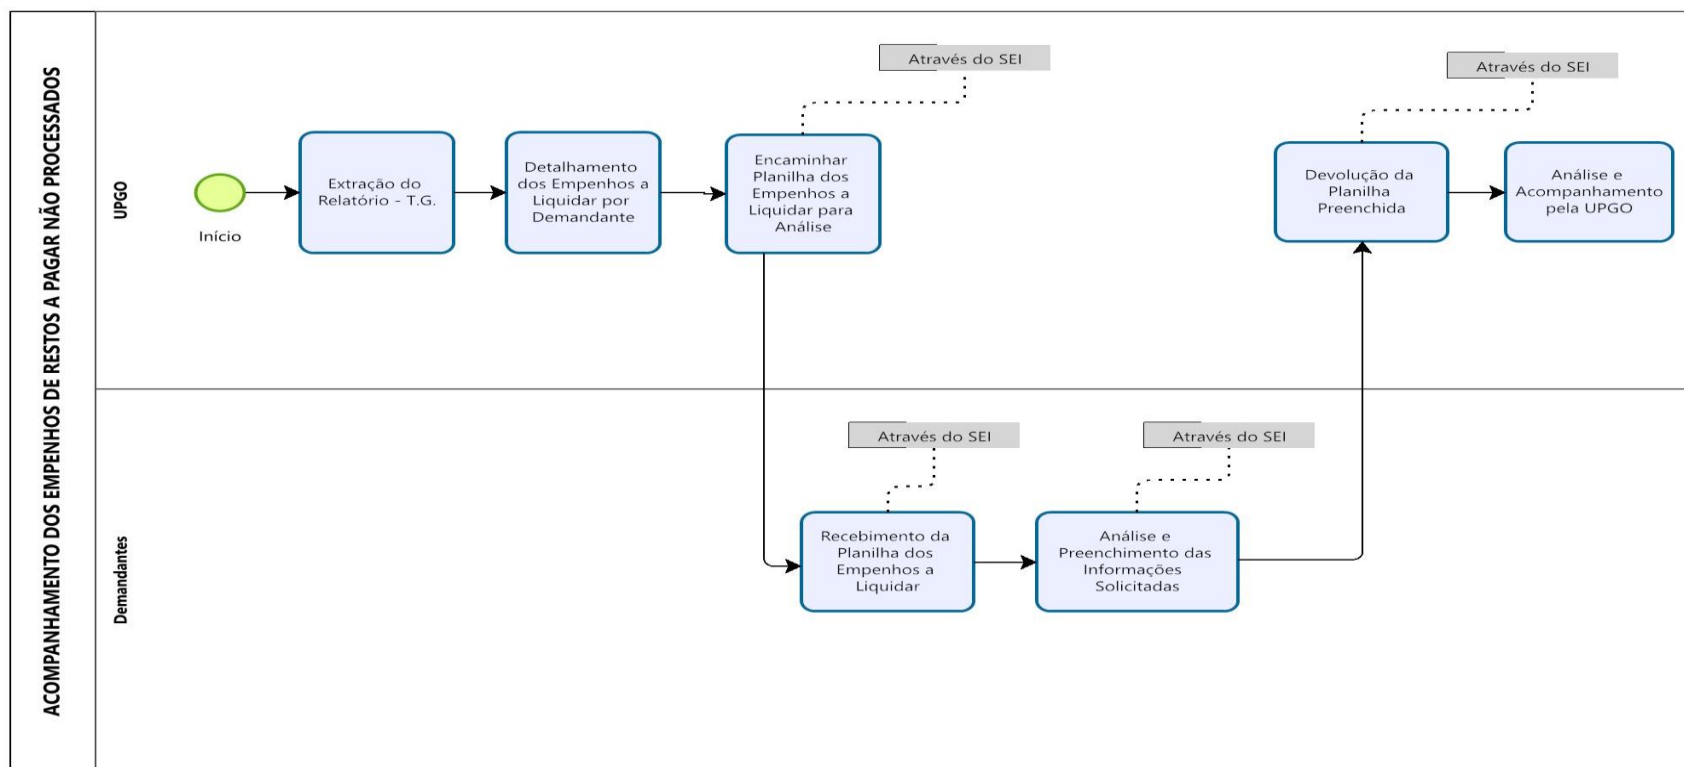 ACOMPANHAMENTO DOS EMPENHOS DE RESTOS A PAGAR NÃO PROCESSADOS
UPGO
Início
Extração do
Relatório - T.G.
Detalhamento
dos Empenhos a
Liquidar por
Demandante
Através do SEI
Encaminhar
Planilha dos
Empenhos a
Liquidar para
Análise
Através do SEI
Devolução da
Planilha
Preenchida
Análise e
Acompanhamento
pela UPGO
Demandantes
Através do SEI
Recebimento da
Planilha dos
Empenhos a
Liquidar
Através do SEI
Análise e
Preenchimento das
Informações
Solicitadas